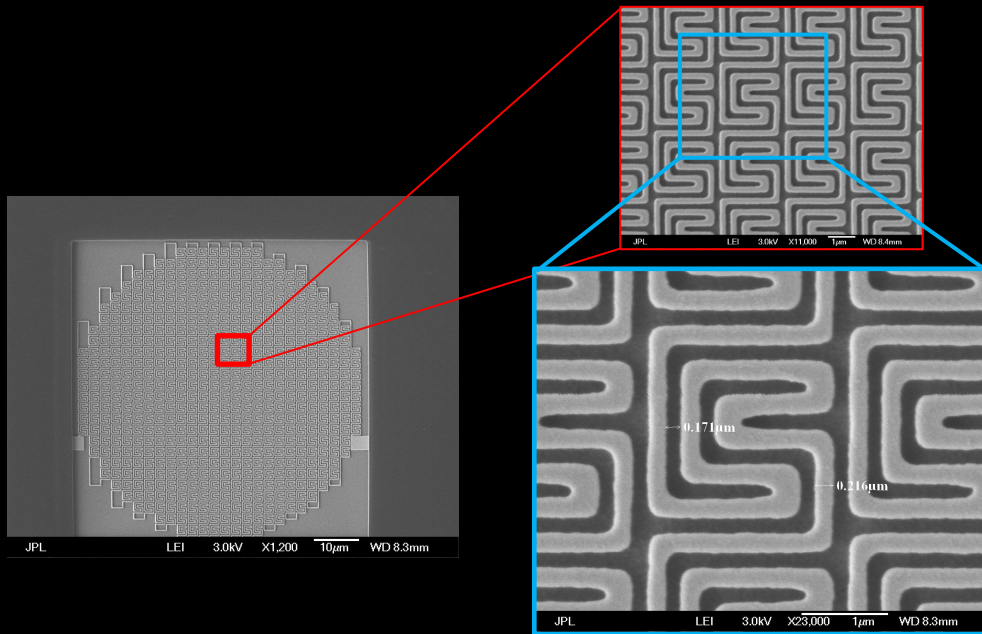 JPL LEI 3.0kV X11,000 1µm WD 8.4mm
0.171µm
0.216µm
JPL LEI 3.0kV X1,200 10µm WD 8.3mm
JPL LEI 3.0kV X23,000 1µm WD 8.3mm